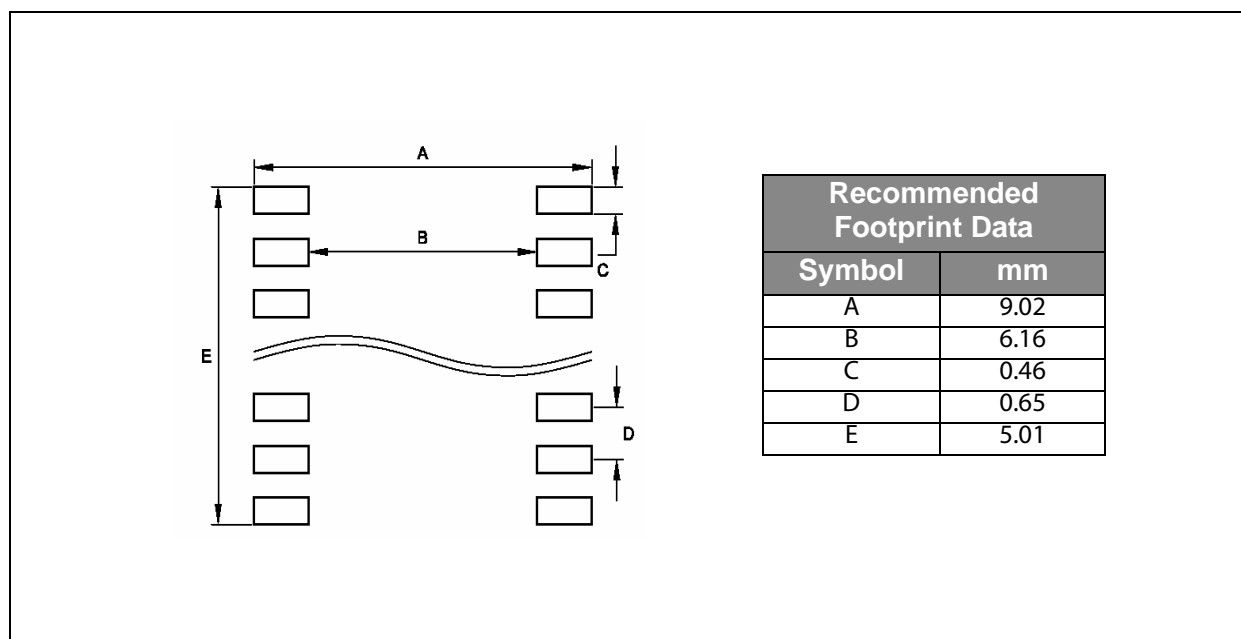 A
B
C
E
D
Recommended
Footprint Data
Symbol mm
A 9.02
B 6.16
C 0.46
D 0.65
E 5.01